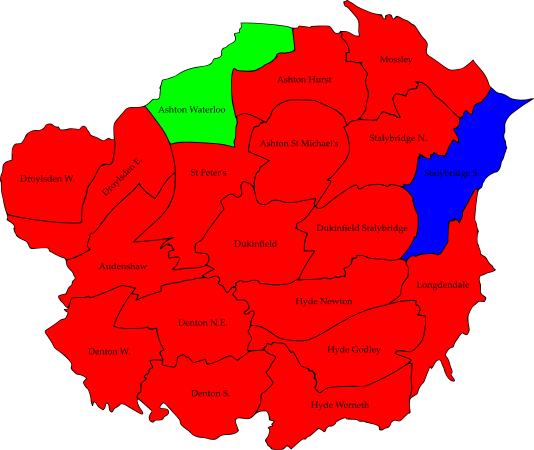 Mossley
Ashton Hurst
Ashton Waterloo
Stalybridge N.
Ashton St Michael's
Droylsden E.
St Peter's
Stalybridge S.
Droylsden W.
Dukinfield Stalybridge
Dukinfield
Audenshaw
Longdendale
Hyde Newton
Denton N.E.
Hyde Godley
Denton W.
Denton S.
Hyde Werneth